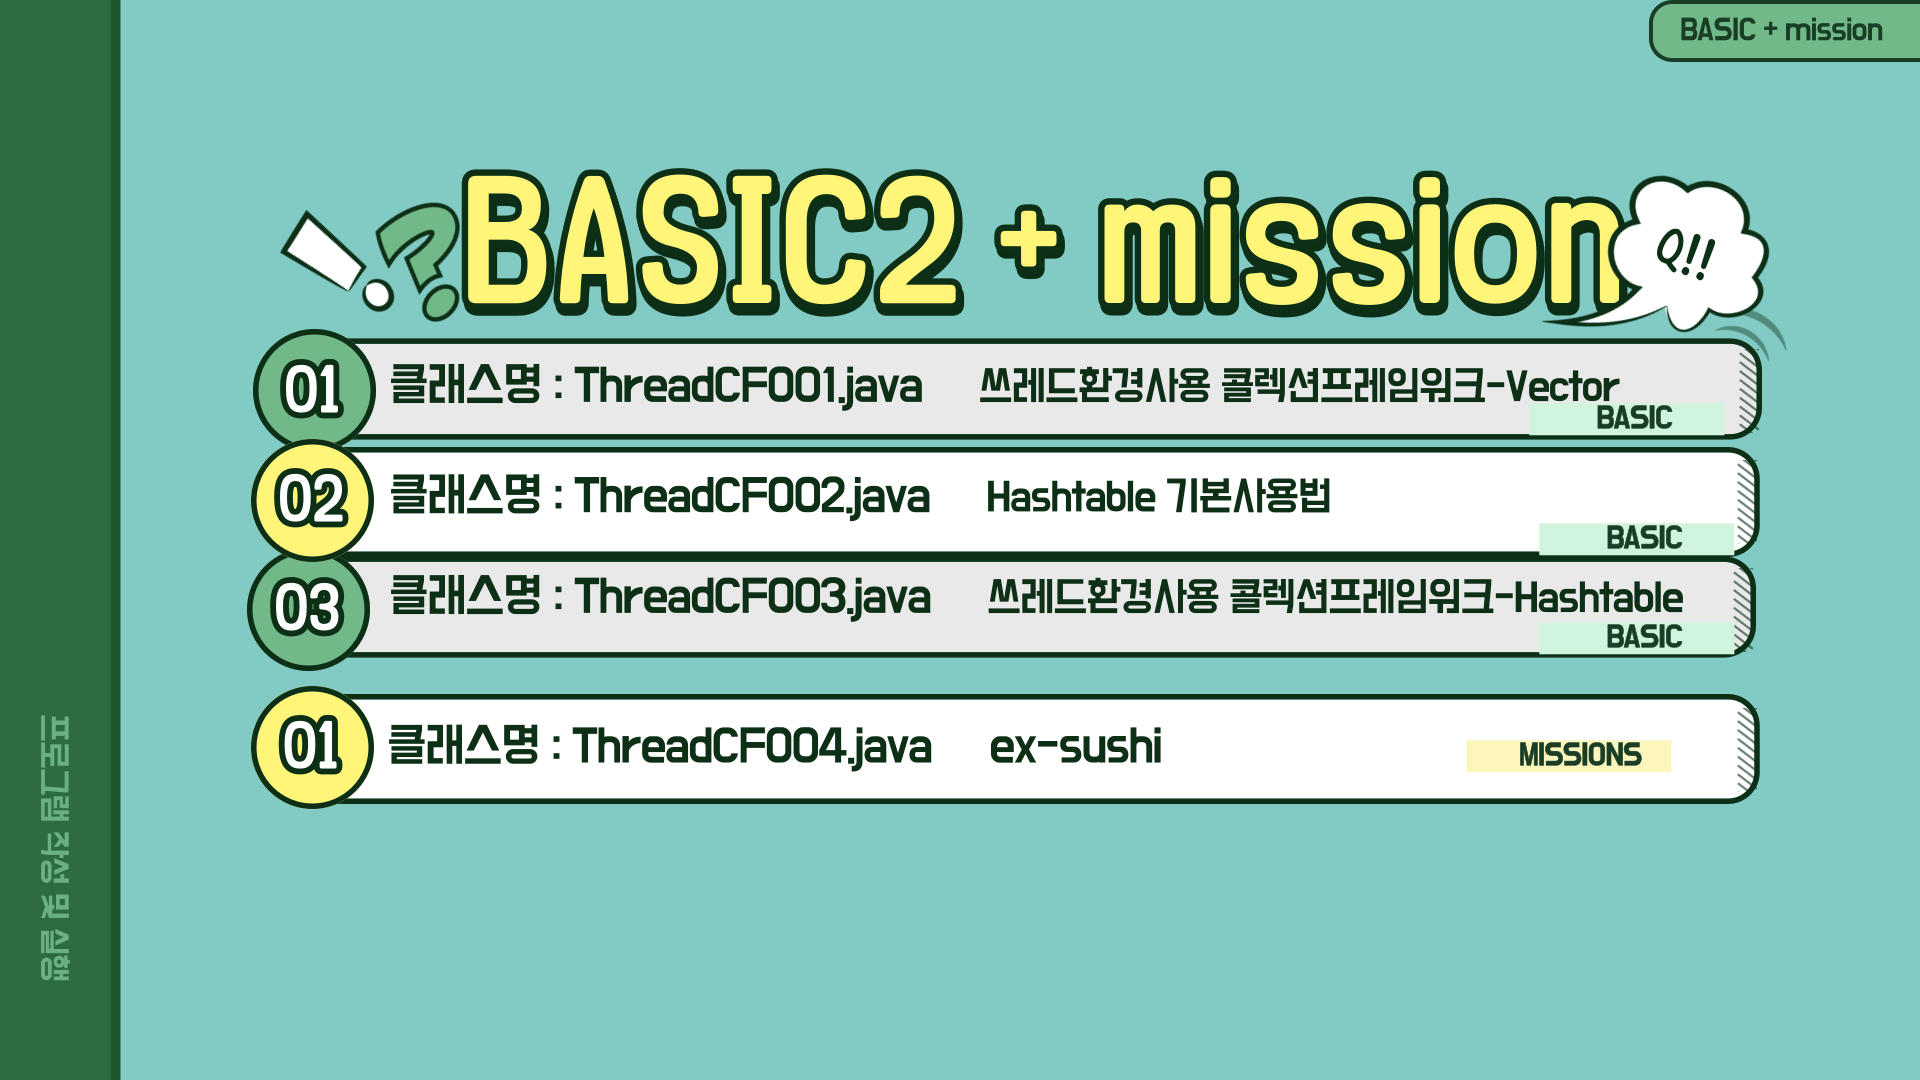 BASIC + mission
BASIC2 + mission
Q!!
01 클래스명 : ThreadCF001.java 쓰레드환경사용 콜렉션프레임워크-Vector
BASIC
02 클래스명 : ThreadCF002.java Hashtable 기본사용법
BASIC
03 클래스명 : ThreadCF003.java 쓰레드환경사용 콜렉션프레임워크-Hashtable
BASIC
01 클래스명 : ThreadCF004.java ex-sushi
MISSIONS
프로그램 작성 및 실행